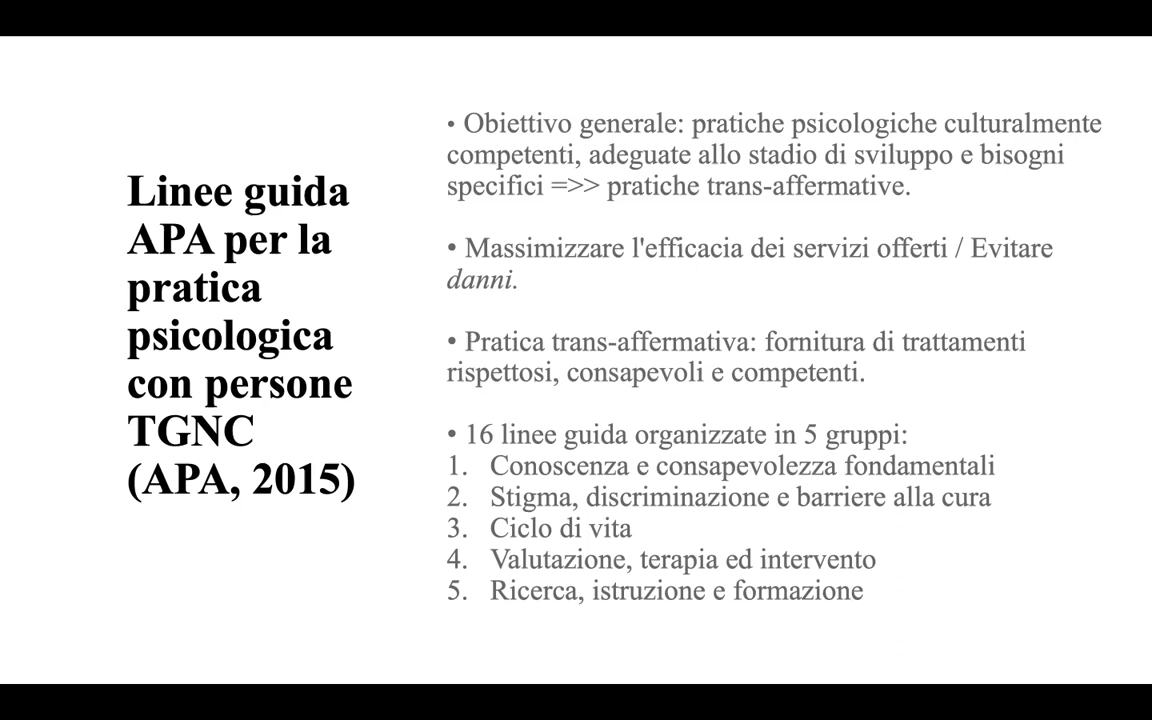 Linee guida
APA per la
pratica
psicologica
con persone
TGNC
(APA, 2015)
• Obiettivo generale: pratiche psicologiche culturalmente
competenti, adeguate allo stadio di sviluppo e bisogni
specifici =>> pratiche trans-affermative.
• Massimizzare l'efficacia dei servizi offerti / Evitare
danni.
• Pratica trans-affermativa: fornitura di trattamenti
rispettosi, consapevoli e competenti.
• 16 linee guida organizzate in 5 gruppi:
1. Conoscenza e consapevolezza fondamentali
2. Stigma, discriminazione e barriere alla cura
3. Ciclo di vita
4. Valutazione, terapia ed intervento
5. Ricerca, istruzione e formazione